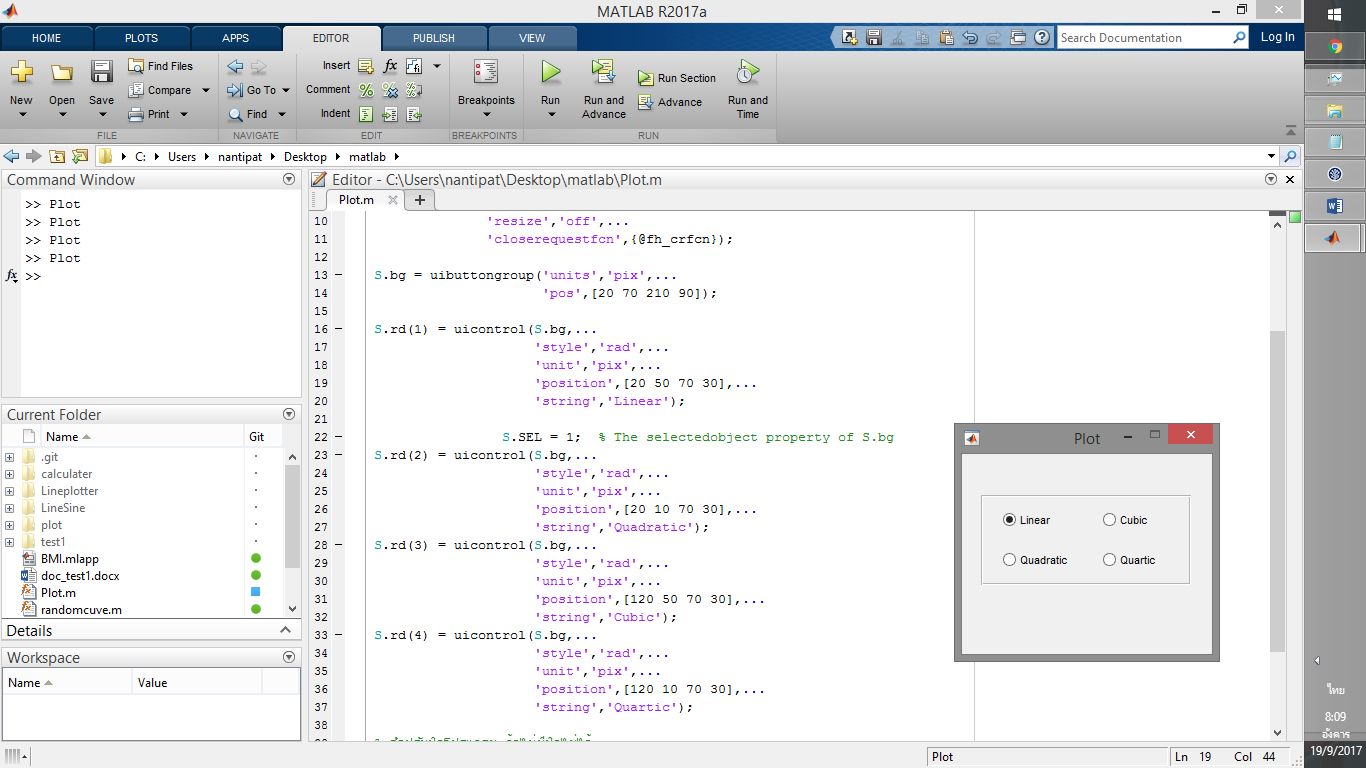 MATLAB R2017a
HOME PLOTS APPS EDITOR PUBLISH VIEW
Search Documentation
Log In
New Open Save
Find Files
Compare
Print
Go To
Find
Insert fx
Comment
Indent
Breakpoints
Run
Run and Advance
Run Section
Advance
Run and Time
FILE NAVIGATE EDIT BREAKPOINTS RUN
C: Users nantipat Desktop matlab
Command Window
>> Plot
>> Plot
>> Plot
>> Plot
fx >>
Current Folder
Name Git
.git
calculater
Lineplotter
LineSine
plot
test1
BMI.mlapp
doc_test1.docx
Plot.m
randomcuve.m
Details
Workspace
Name Value
Editor - C:\Users\nantipat\Desktop\matlab\Plot.m
Plot.m
10 'resize','off',...
11 'closerequestfcn',{@fh_crfcn});
12
13 S.bg = uibuttongroup('units','pix',...
14 'pos',[20 70 210 90]);
15
16 S.rd(1) = uicontrol(S.bg,...
17 'style','rad',...
18 'unit','pix',...
19 'position',[20 50 70 30],...
20 'string','Linear');
21
22 S.SEL = 1; % The selectedobject property of S.bg
23 S.rd(2) = uicontrol(S.bg,...
24 'style','rad',...
25 'unit','pix',...
26 'position',[20 10 70 30],...
27 'string','Quadratic');
28 S.rd(3) = uicontrol(S.bg,...
29 'style','rad',...
30 'unit','pix',...
31 'position',[120 50 70 30],...
32 'string','Cubic');
33 S.rd(4) = uicontrol(S.bg,...
34 'style','rad',...
35 'unit','pix',...
36 'position',[120 10 70 30],...
37 'string','Quartic');
38
Plot
Linear Cubic
Quadratic Quartic
Plot
Ln 19 Col 44
ไทย
8:09
อังคาร
19/9/2017